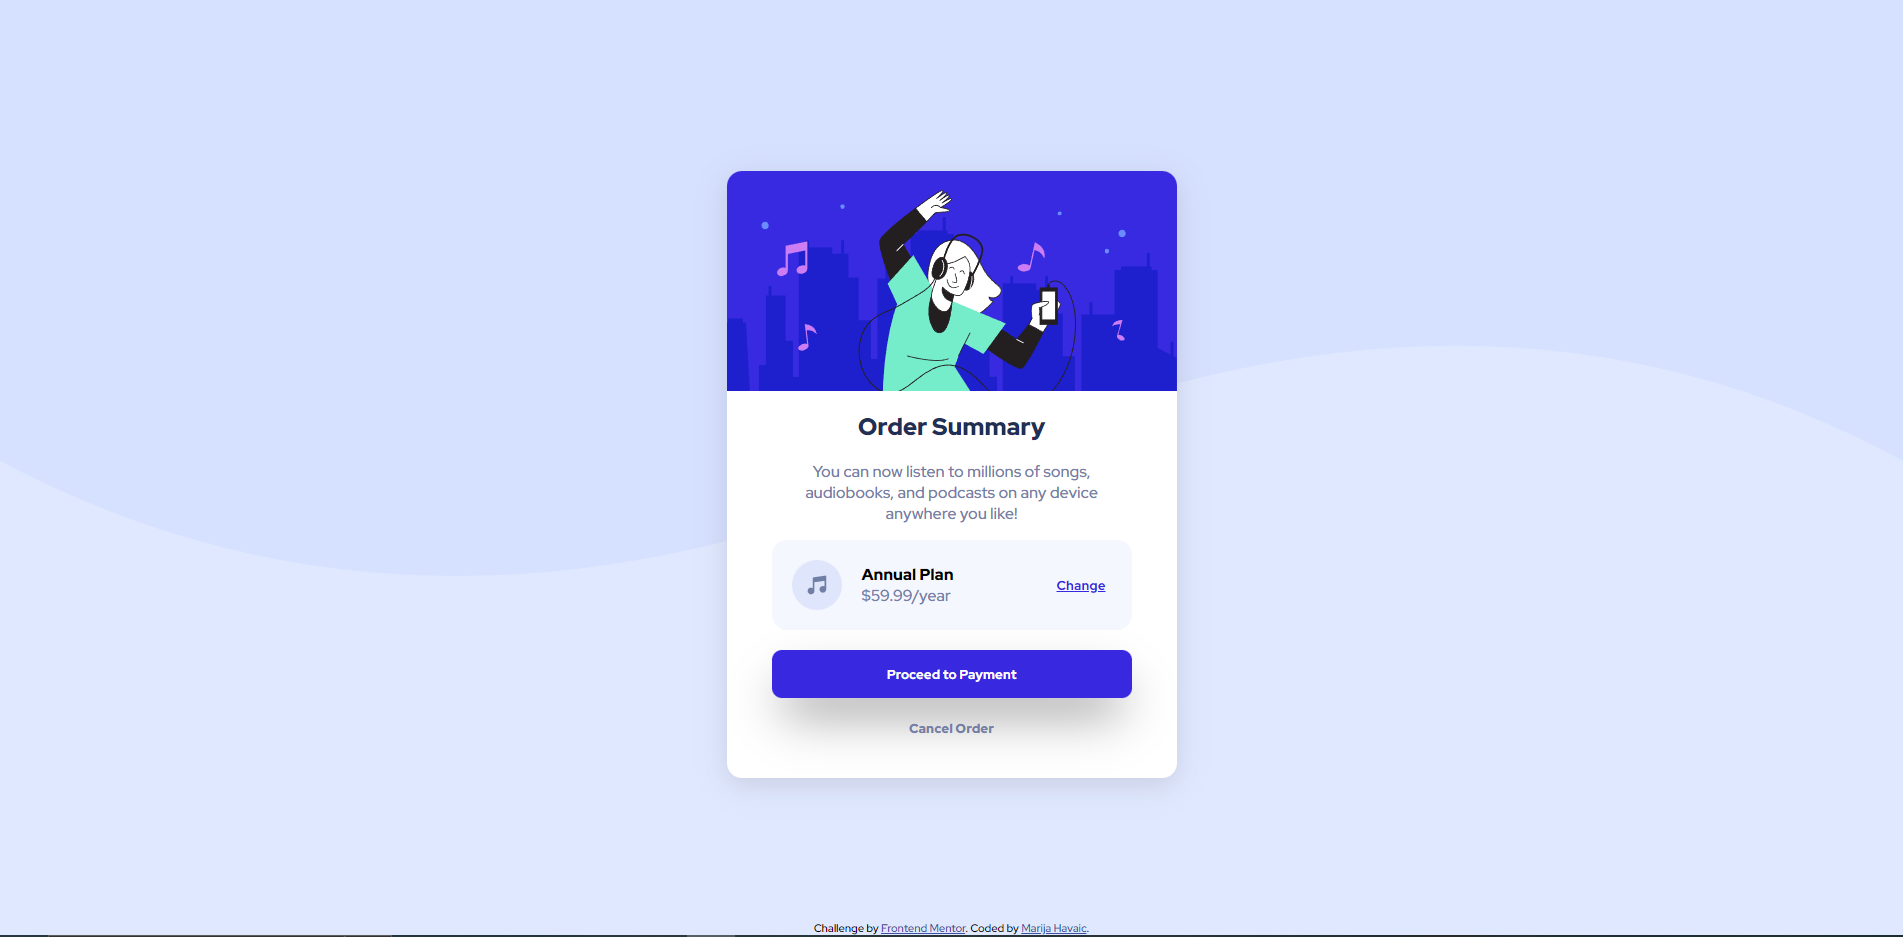 Order Summary
You can now listen to millions of songs,
audiobooks, and podcasts on any device
anywhere you like!
Annual Plan
$59.99/year
Change
Proceed to Payment
Cancel Order
Challenge by Frontend Mentor. Coded by Marija Havaic.